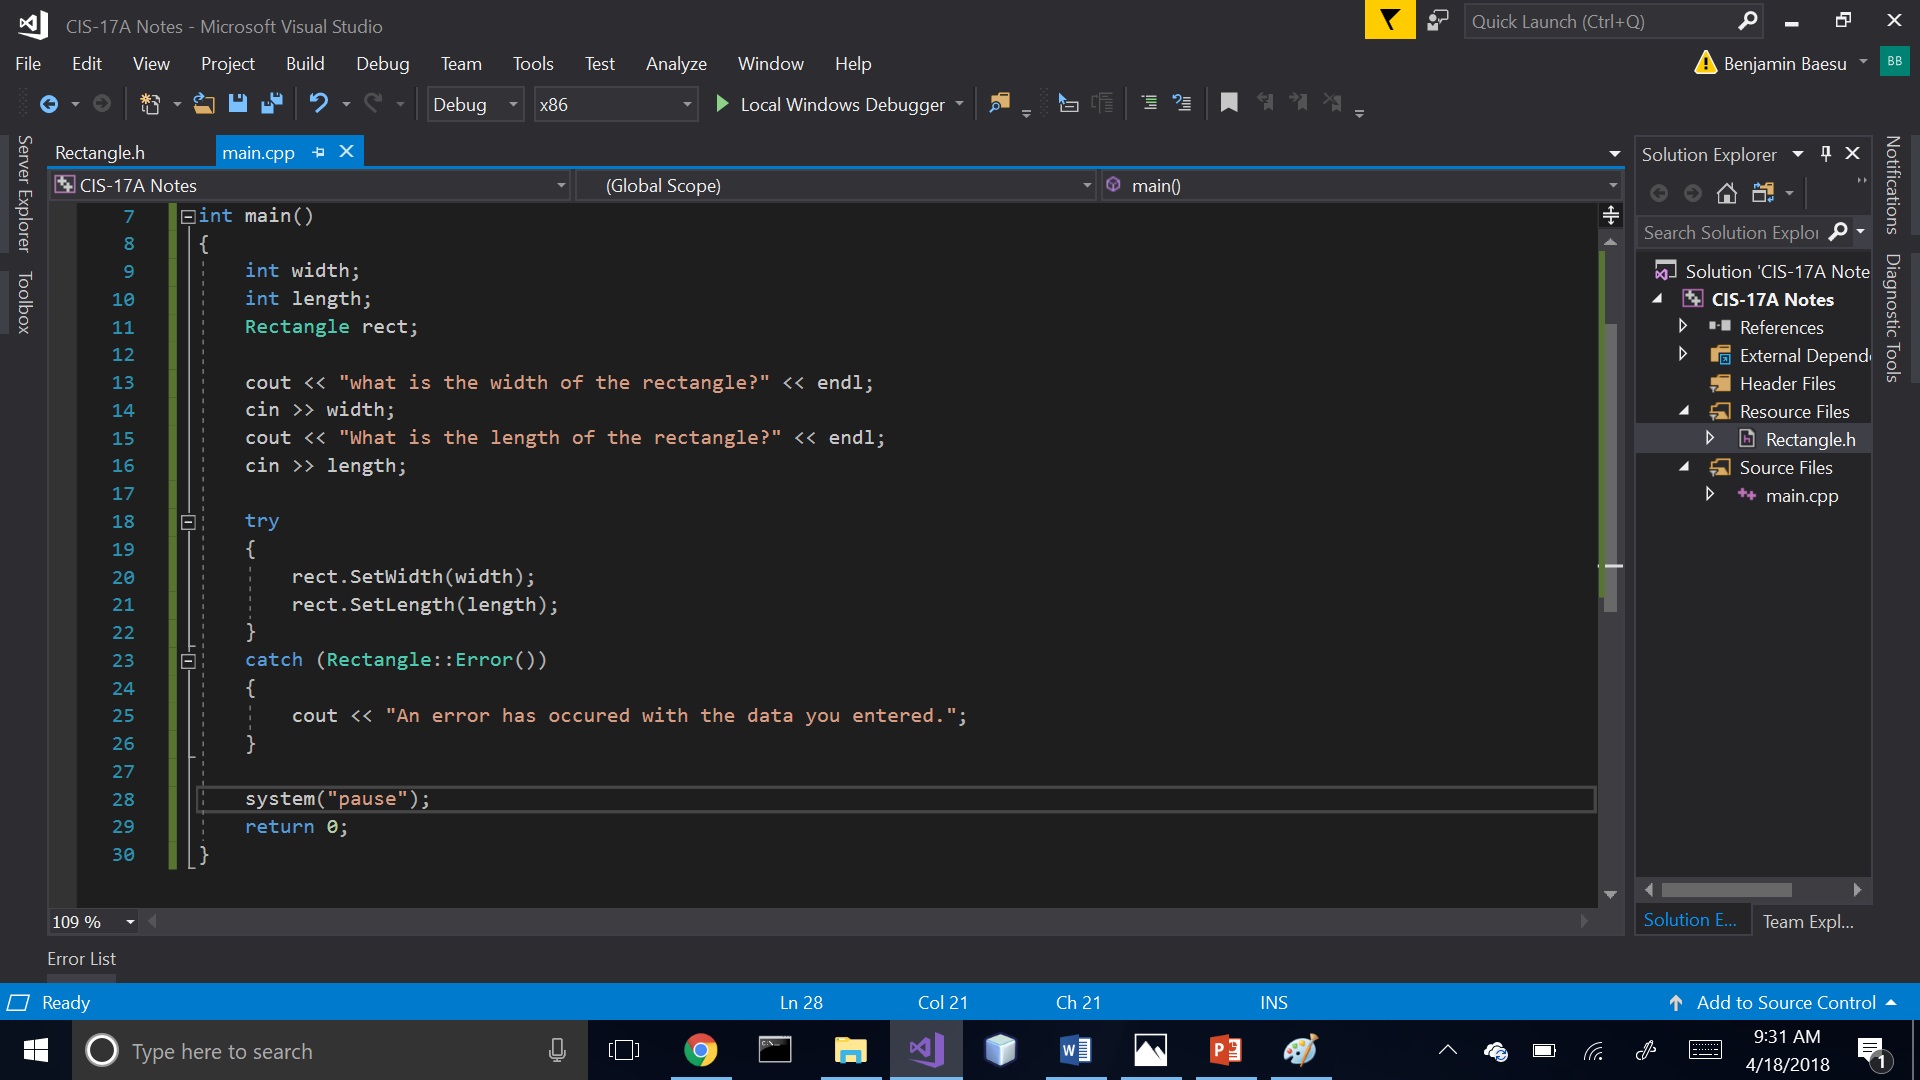 CIS-17A Notes - Microsoft Visual Studio
Quick Launch (Ctrl+Q)
File Edit View Project Build Debug Team Tools Test Analyze Window Help
Benjamin Baesu BB
Debug x86 Local Windows Debugger
Server Explorer
Toolbox
Rectangle.h main.cpp
CIS-17A Notes (Global Scope) main()
7 int main()
8 {
9 int width;
10 int length;
11 Rectangle rect;
12
13 cout << "what is the width of the rectangle?" << endl;
14 cin >> width;
15 cout << "What is the length of the rectangle?" << endl;
16 cin >> length;
17
18 try
19 {
20 rect.SetWidth(width);
21 rect.SetLength(length);
22 }
23 catch (Rectangle::Error())
24 {
25 cout << "An error has occured with the data you entered.";
26 }
27
28 system("pause");
29 return 0;
30 }
109 %
Solution Explorer
Search Solution Explor
Solution 'CIS-17A Note
CIS-17A Notes
References
External Depende
Header Files
Resource Files
Rectangle.h
Source Files
main.cpp
Solution E... Team Expl...
Notifications
Diagnostic Tools
Error List
Ready Ln 28 Col 21 Ch 21 INS Add to Source Control
Type here to search
9:31 AM
4/18/2018
1